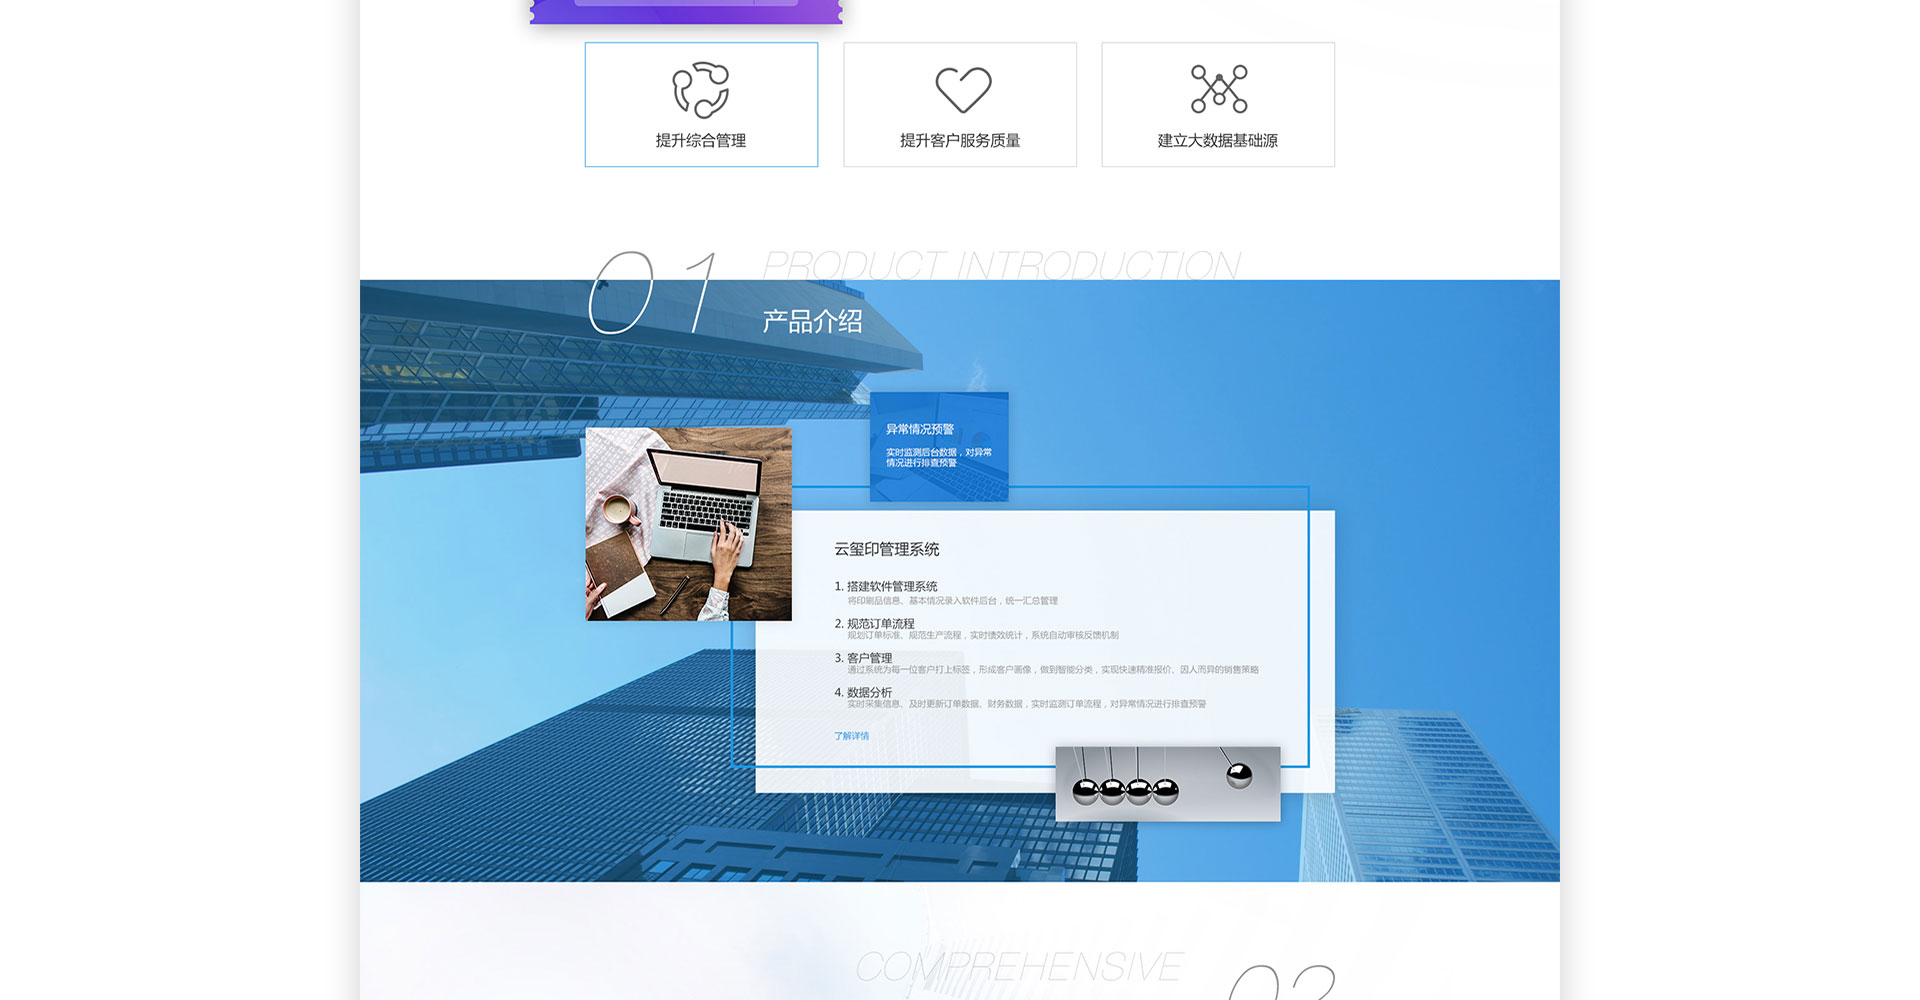 提升综合管理
提升客户服务质量
建立大数据基础源
01
PRODUCT INTRODUCTION
产品介绍
异常情况预警
实时监测后台数据，对异常
情况进行排查预警
云玺印管理系统
1. 搭建软件管理系统
将印刷品信息、基本情况录入软件后台，统一汇总管理
2. 规范订单流程
规划订单标准、规范生产流程，实时绩效统计，系统自动审核反馈机制
3. 客户管理
通过系统为每一位客户打上标签，形成客户画像，做到智能分类，实现快速精准报价、因人而异的销售策略
4. 数据分析
实时采集信息、及时更新订单数据、财务数据，实时监测订单流程，对异常情况进行排查预警
了解详情
COMPREHENSIVE
02